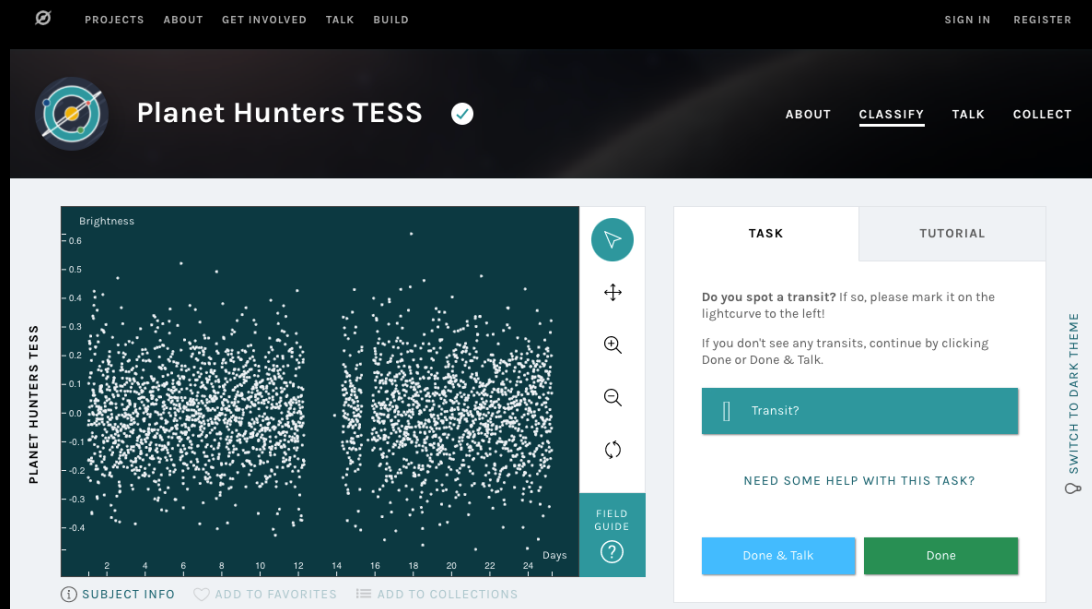 PROJECTS ABOUT GET INVOLVED TALK BUILD SIGN IN REGISTER
Planet Hunters TESS
ABOUT CLASSIFY TALK COLLECT
PLANET HUNTERS TESS
Brightness
0.6
0.5
0.4
0.3
0.2
0.1
0.0
-0.1
-0.2
-0.3
-0.4
2 4 6 8 10 12 14 16 18 20 22 24
Days
FIELD
GUIDE
?
SUBJECT INFO ADD TO FAVORITES ADD TO COLLECTIONS
TASK TUTORIAL
Do you spot a transit? If so, please mark it on the
lightcurve to the left!
If you don't see any transits, continue by clicking
Done or Done & Talk.
Transit?
NEED SOME HELP WITH THIS TASK?
Done & Talk Done
SWITCH TO DARK THEME